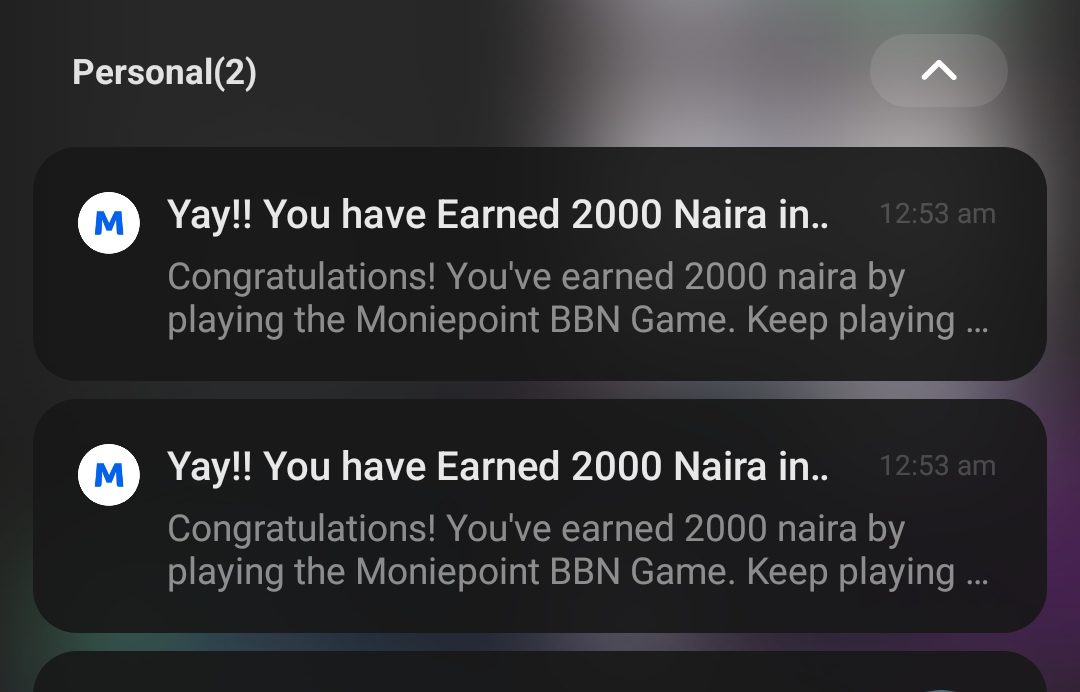 Personal(2)
Yay!! You have Earned 2000 Naira in..
12:53 am
M
Congratulations! You've earned 2000 naira by
playing the Moniepoint BBN Game. Keep playing ...
Yay!! You have Earned 2000 Naira in..
12:53 am
M
Congratulations! You've earned 2000 naira by
playing the Moniepoint BBN Game. Keep playing ...